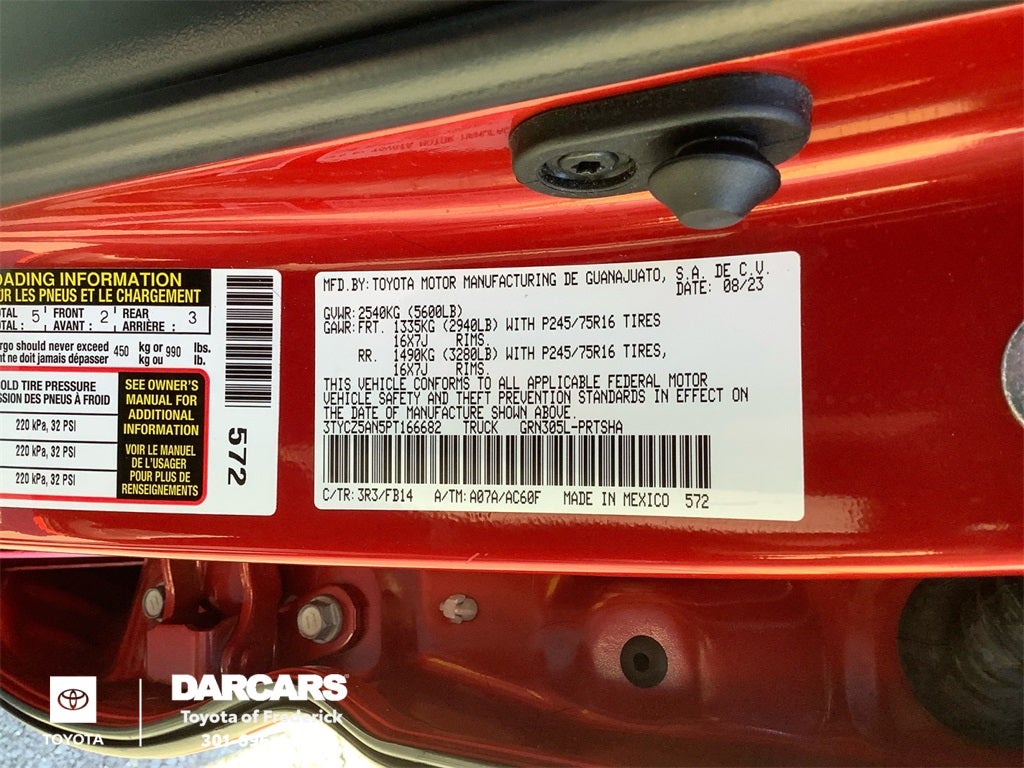 OADING INFORMATION
UR LES PNEUS ET LE CHARGEMENT
OTAL 5 FRONT 2 REAR 3
TAL : AVANT : ARRIÈRE :
rgo should never exceed 450 kg or 990 lbs.
nt ne doit jamais dépasser kg ou lb.
OLD TIRE PRESSURE
SSION DES PNEUS À FROID
220 kPa, 32 PSI
220 kPa, 32 PSI
220 kPa, 32 PSI
SEE OWNER'S
MANUAL FOR
ADDITIONAL
INFORMATION
VOIR LE MANUEL
DE L'USAGER
POUR PLUS DE
RENSEIGNEMENTS
572
MFD.BY:TOYOTA MOTOR MANUFACTURING DE GUANAJUATO, S.A. DE C.V.
DATE: 08/23
GVWR:2540KG (5600LB)
GAWR:FRT. 1335KG (2940LB) WITH P245/75R16 TIRES
16X7J RIMS.
RR. 1490KG (3280LB) WITH P245/75R16 TIRES,
16X7J RIMS.
THIS VEHICLE CONFORMS TO ALL APPLICABLE FEDERAL MOTOR
VEHICLE SAFETY AND THEFT PREVENTION STANDARDS IN EFFECT ON
THE DATE OF MANUFACTURE SHOWN ABOVE.
3TYCZ5AN5PT166682 TRUCK GRN305L-PRTSHA
C/TR:3R3/FB14 A/TM:A07A/AC60F MADE IN MEXICO 572
TOYOTA
DARCARS
Toyota of Frederick
301-696